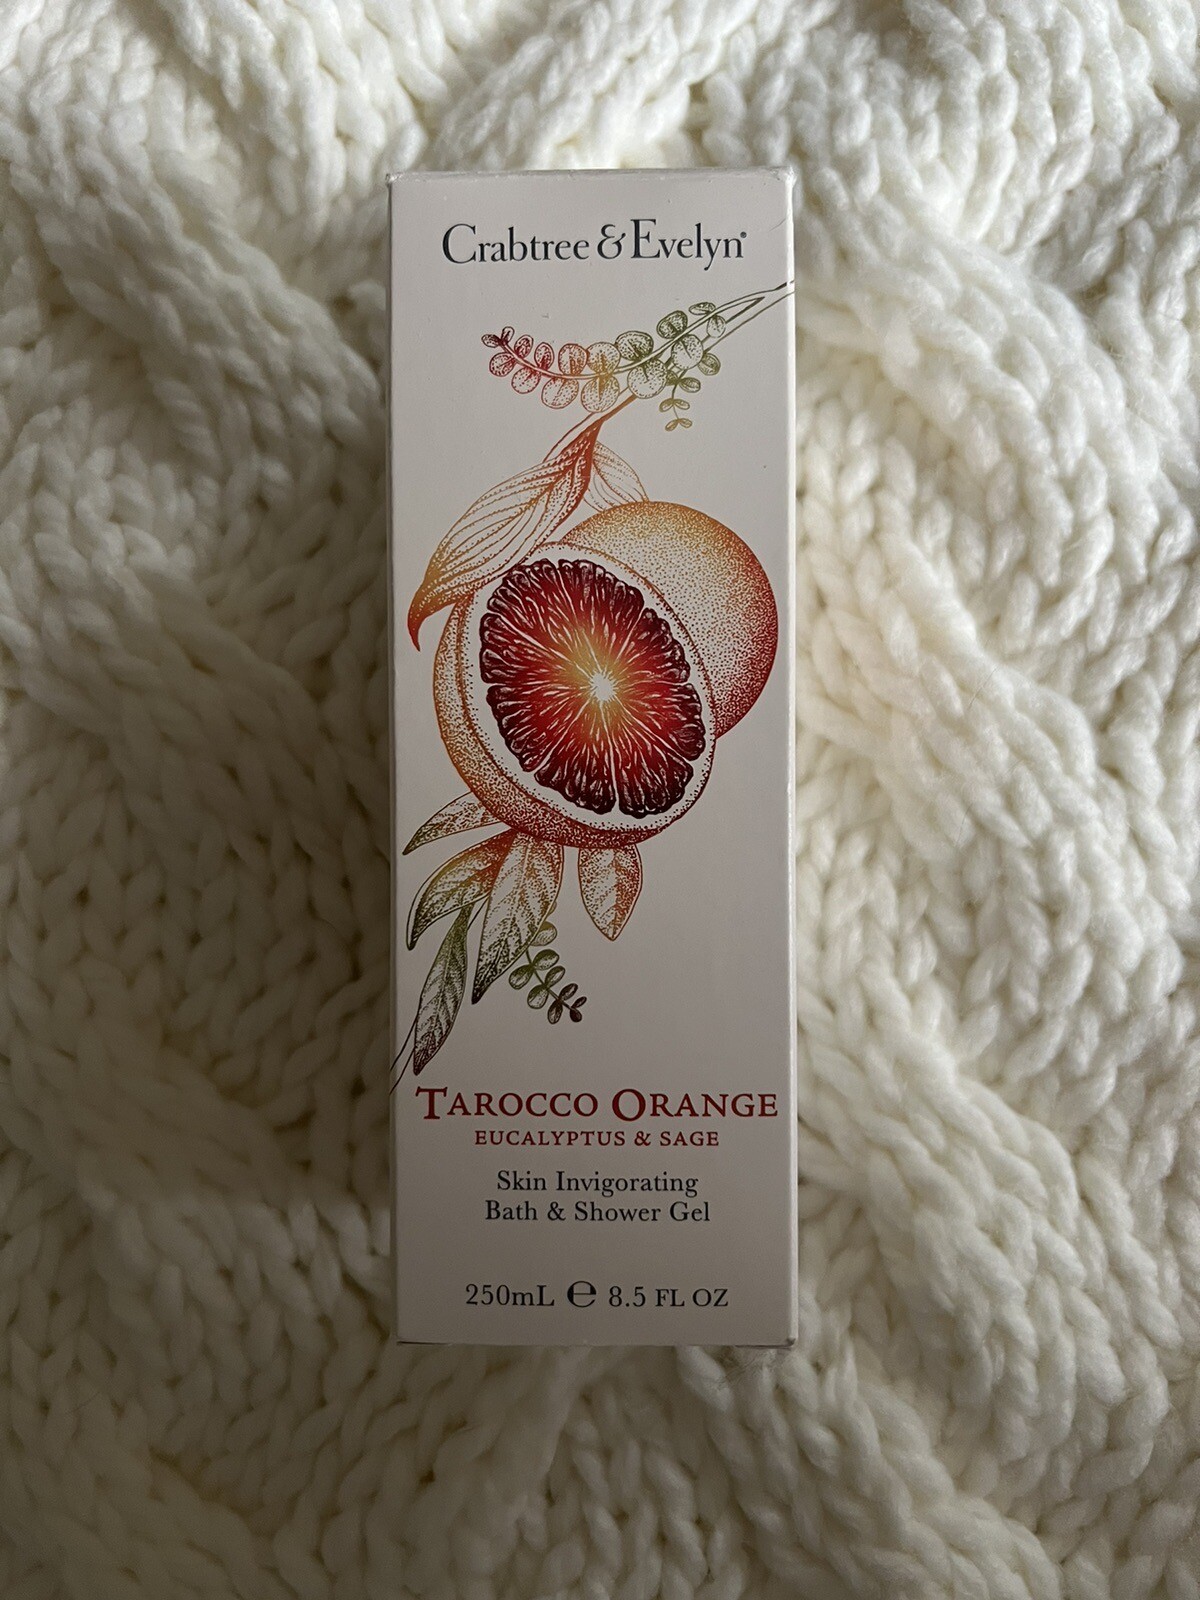 Crabtree & Evelyn®
TAROCCO ORANGE
EUCALYPTUS & SAGE
Skin Invigorating
Bath & Shower Gel
250mL ℮ 8.5 FL OZ